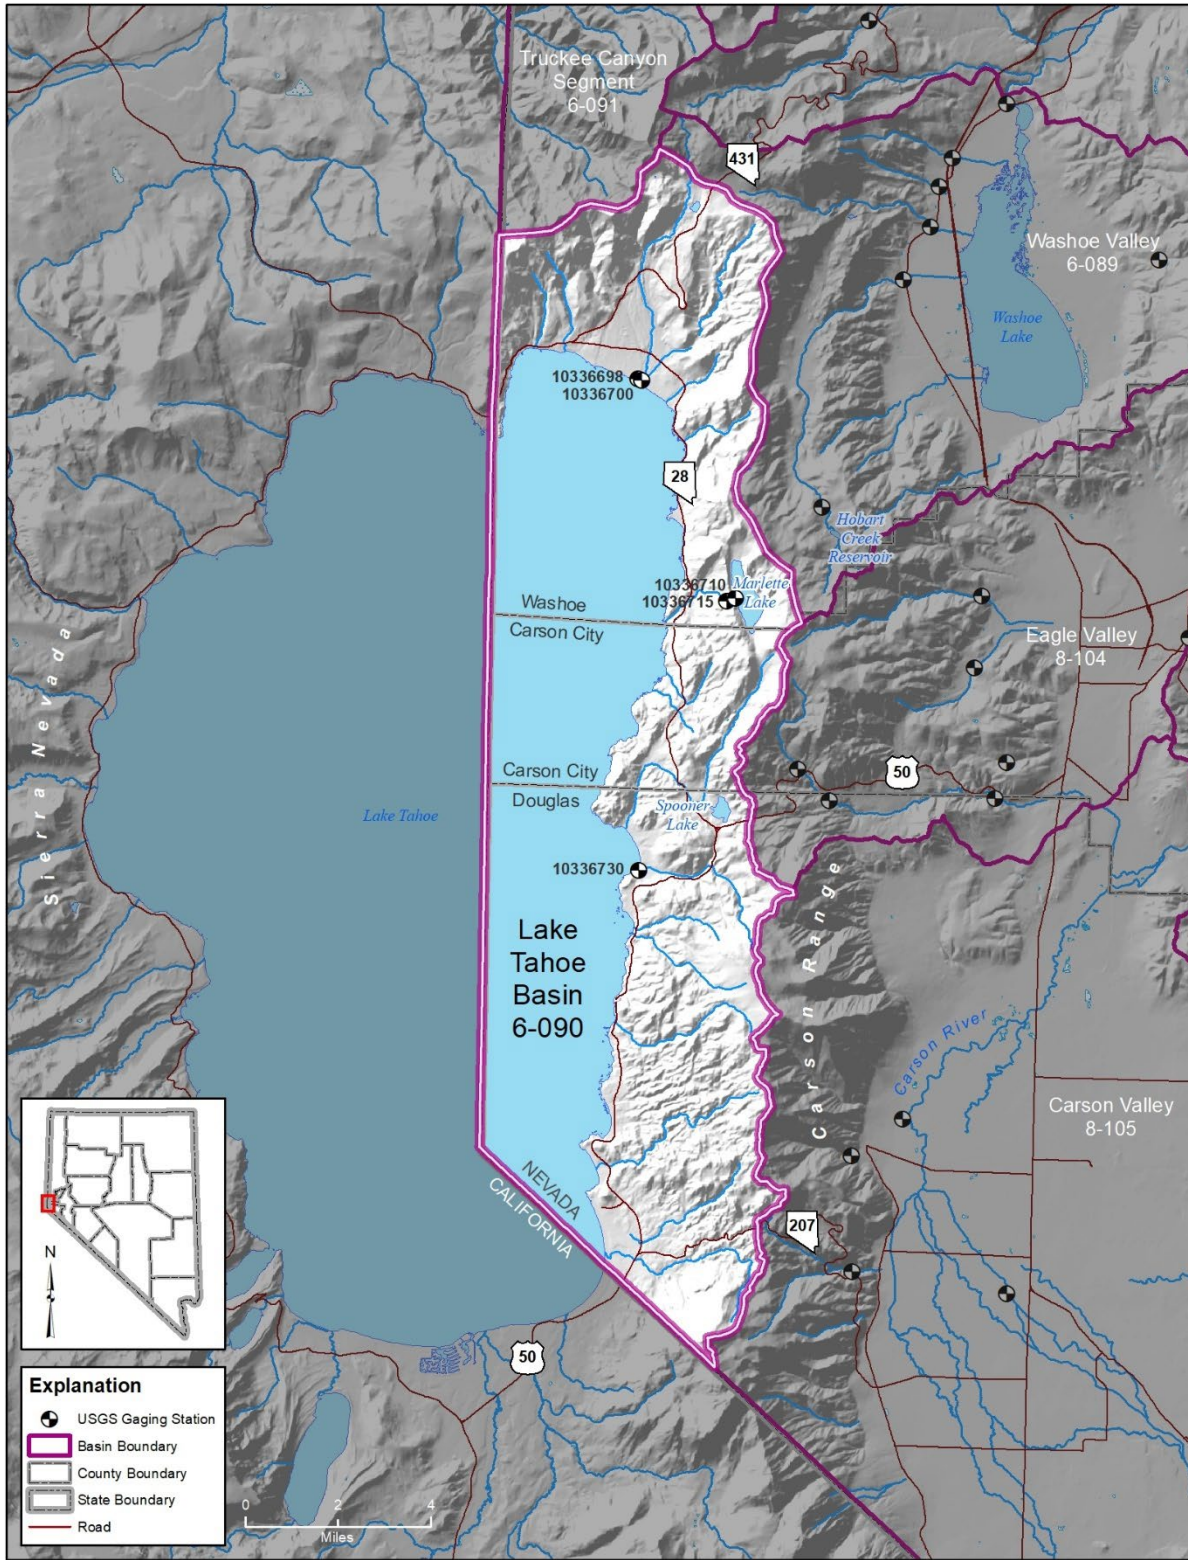 Truckee Canyon
Segment
6-091
431
Washoe Valley
6-089
Washoe
Lake
10336698
10336700
28
Hobart
Creek
Reservoir
10336710
10336715
Marlette
Lake
Washoe
Carson City
Eagle Valley
8-104
Sierra Nevada
Carson City
Douglas
50
Spooner
Lake
Lake Tahoe
10336730
Lake
Tahoe
Basin
6-090
Carson Range
Carson River
Carson Valley
8-105
NEVADA
CALIFORNIA
207
N
50
Explanation
USGS Gaging Station
Basin Boundary
County Boundary
State Boundary
Road
0 2 4
Miles